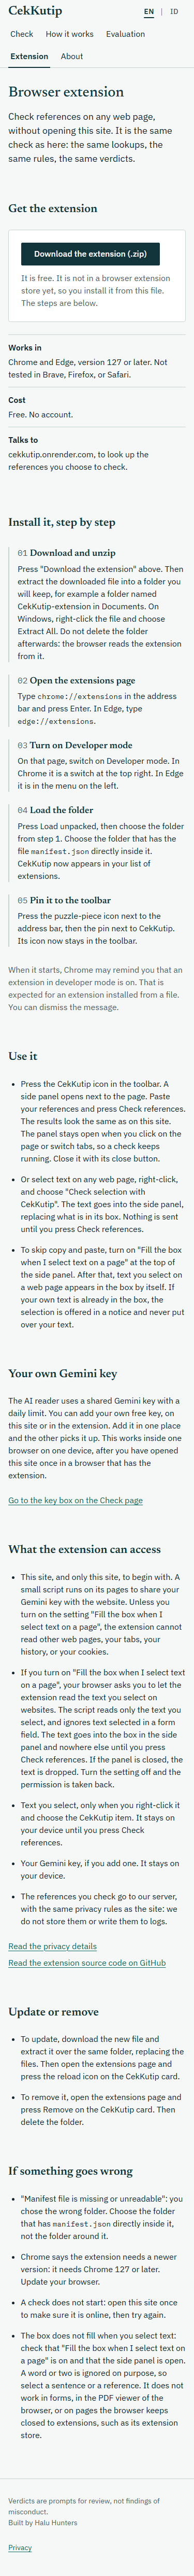 CekKutip
EN | ID
Check How it works Evaluation
Extension About
Browser extension
Check references on any web page,
without opening this site. It is the same
check as here: the same lookups, the
same rules, the same verdicts.
Get the extension
Download the extension (.zip)
It is free. It is not in a browser extension
store yet, so you install it from this file.
The steps are below.
Works in
Chrome and Edge, version 127 or later. Not
tested in Brave, Firefox, or Safari.
Cost
Free. No account.
Talks to
cekkutip.onrender.com, to look up the
references you choose to check.
Install it, step by step
01 Download and unzip
Press "Download the extension" above. Then
extract the downloaded file into a folder you
will keep, for example a folder named
CekKutip-extension in Documents. On
Windows, right-click the file and choose
Extract All. Do not delete the folder
afterwards: the browser reads the extension
from it.
02 Open the extensions page
Type chrome://extensions in the address
bar and press Enter. In Edge, type
edge://extensions.
03 Turn on Developer mode
On that page, switch on Developer mode. In
Chrome it is a switch at the top right. In Edge
it is in the menu on the left.
04 Load the folder
Press Load unpacked, then choose the folder
from step 1. Choose the folder that has the
file manifest.json directly inside it.
CekKutip now appears in your list of
extensions.
05 Pin it to the toolbar
Press the puzzle-piece icon next to the
address bar, then the pin next to CekKutip.
Its icon now stays in the toolbar.
When it starts, Chrome may remind you that an
extension in developer mode is on. That is
expected for an extension installed from a file.
You can dismiss the message.
Use it
• Press the CekKutip icon in the toolbar. A
side panel opens next to the page. Paste
your references and press Check references.
The results look the same as on this site.
The panel stays open when you click on the
page or switch tabs, so a check keeps
running. Close it with its close button.
• Or select text on any web page, right-click,
and choose "Check selection with
CekKutip". The text goes into the side panel,
replacing what is in its box. Nothing is sent
until you press Check references.
• To skip copy and paste, turn on "Fill the box
when I select text on a page" at the top of
the side panel. After that, text you select on
a web page appears in the box by itself. If
your own text is already in the box, the
selection is offered in a notice and never put
over your text.
Your own Gemini key
The AI reader uses a shared Gemini key with a
daily limit. You can add your own free key, on
this site or in the extension. Add it in one place
and the other picks it up. This works inside one
browser on one device, after you have opened
this site once in a browser that has the
extension.
Go to the key box on the Check page
What the extension can access
• This site, and only this site, to begin with. A
small script runs on its pages to share your
Gemini key with the website. Unless you
turn on the setting "Fill the box when I
select text on a page", the extension cannot
read other web pages, your tabs, your
history, or your cookies.
• If you turn on "Fill the box when I select text
on a page", your browser asks you to let the
extension read the text you select on
websites. The script reads only the text you
select, and ignores text selected in a form
field. The text goes into the box in the side
panel and nowhere else until you press
Check references. If the panel is closed, the
text is dropped. Turn the setting off and the
permission is taken back.
• Text you select, only when you right-click it
and choose the CekKutip item. It stays on
your device until you press Check
references.
• Your Gemini key, if you add one. It stays on
your device.
• The references you check go to our server,
with the same privacy rules as the site: we
do not store them or write them to logs.
Read the privacy details
Read the extension source code on GitHub
Update or remove
• To update, download the new file and
extract it over the same folder, replacing the
files. Then open the extensions page and
press the reload icon on the CekKutip card.
• To remove it, open the extensions page and
press Remove on the CekKutip card. Then
delete the folder.
If something goes wrong
• "Manifest file is missing or unreadable": you
chose the wrong folder. Choose the folder
that has manifest.json directly inside it,
not the folder around it.
• Chrome says the extension needs a newer
version: it needs Chrome 127 or later.
Update your browser.
• A check does not start: open this site once
to make sure it is online, then try again.
• The box does not fill when you select text:
check that "Fill the box when I select text on
a page" is on and that the side panel is open.
A word or two is ignored on purpose, so
select a sentence or a reference. It does not
work in forms, in the PDF viewer of the
browser, or on pages the browser keeps
closed to extensions, such as its extension
store.
Verdicts are prompts for review, not findings of
misconduct.
Built by Halu Hunters
Privacy